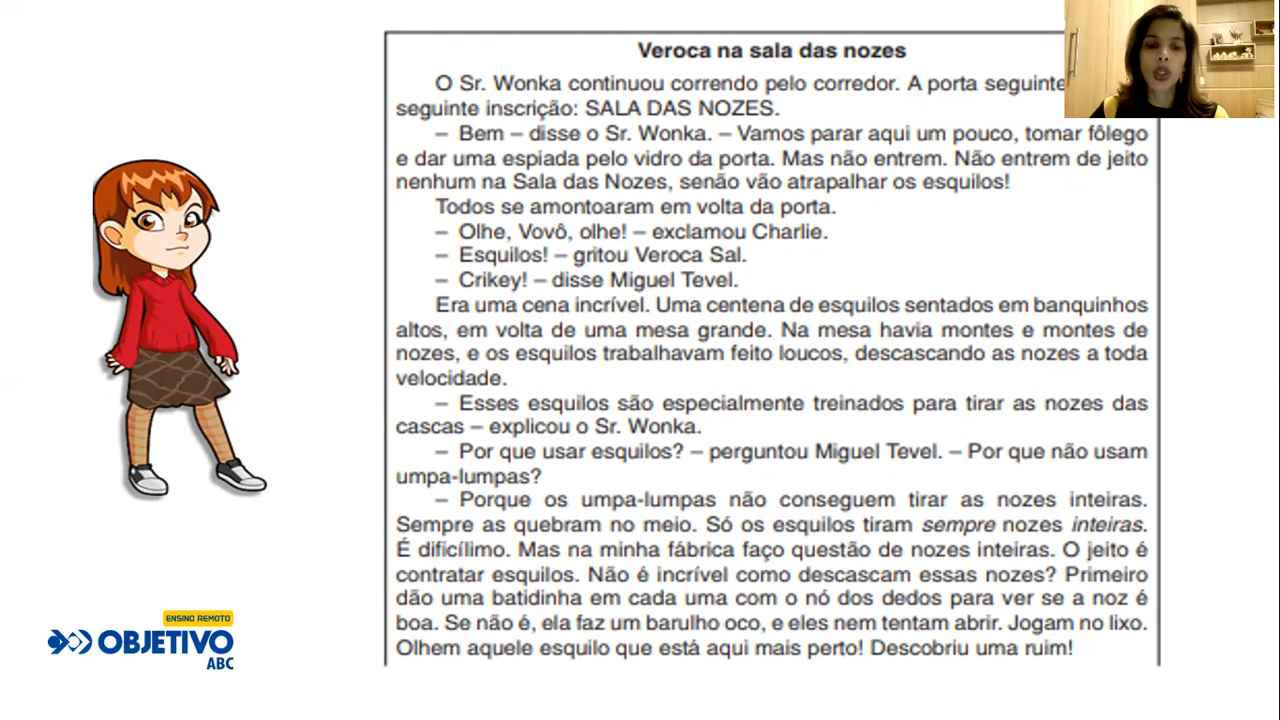 Veroca na sala das nozes
O Sr. Wonka continuou correndo pelo corredor. A porta seguinte
seguinte inscrição: SALA DAS NOZES.
– Bem – disse o Sr. Wonka. – Vamos parar aqui um pouco, tomar fôlego
e dar uma espiada pelo vidro da porta. Mas não entrem. Não entrem de jeito
nenhum na Sala das Nozes, senão vão atrapalhar os esquilos!
Todos se amontoaram em volta da porta.
– Olhe, Vovô, olhe! – exclamou Charlie.
– Esquilos! – gritou Veroca Sal.
– Crikey! – disse Miguel Tevel.
Era uma cena incrível. Uma centena de esquilos sentados em banquinhos
altos, em volta de uma mesa grande. Na mesa havia montes e montes de
nozes, e os esquilos trabalhavam feito loucos, descascando as nozes a toda
velocidade.
– Esses esquilos são especialmente treinados para tirar as nozes das
cascas – explicou o Sr. Wonka.
– Por que usar esquilos? – perguntou Miguel Tevel. – Por que não usam
umpa-lumpas?
– Porque os umpa-lumpas não conseguem tirar as nozes inteiras.
Sempre as quebram no meio. Só os esquilos tiram sempre nozes inteiras.
É dificílimo. Mas na minha fábrica faço questão de nozes inteiras. O jeito é
contratar esquilos. Não é incrível como descascam essas nozes? Primeiro
dão uma batidinha em cada uma com o nó dos dedos para ver se a noz é
boa. Se não é, ela faz um barulho oco, e eles nem tentam abrir. Jogam no lixo.
Olhem aquele esquilo que está aqui mais perto! Descobriu uma ruim!
ENSINO REMOTO
OBJETIVO
ABC